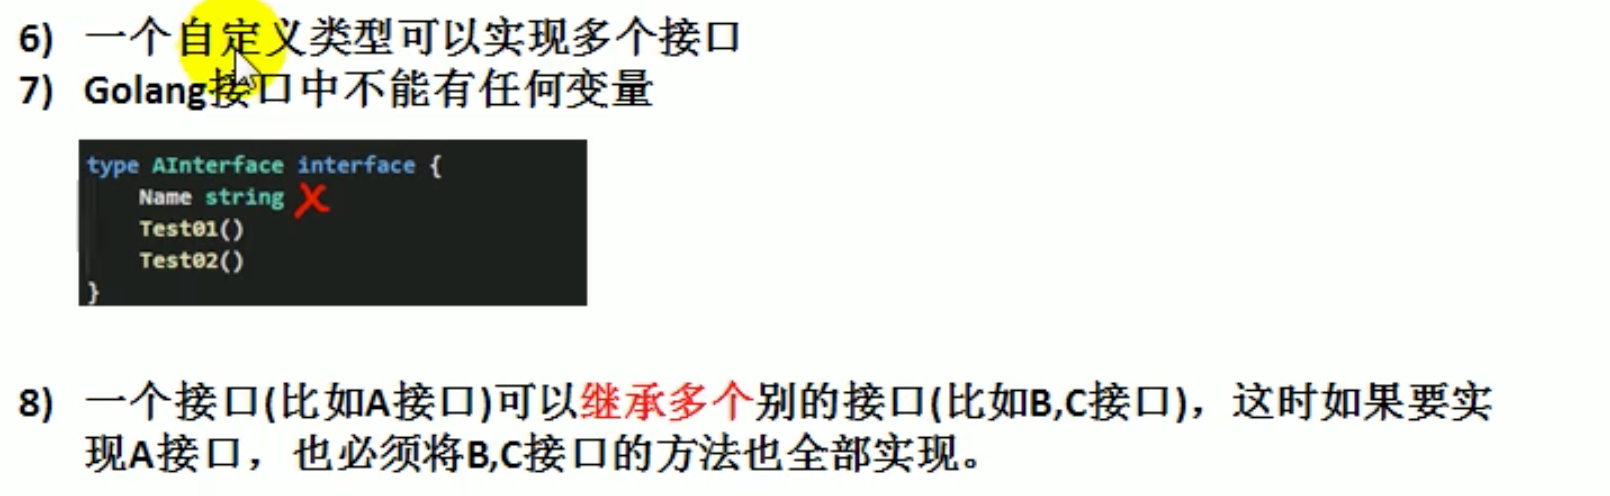 6) 一个自定义类型可以实现多个接口
7) Golang接口中不能有任何变量
type AInterface interface {
Name string X
Test01()
Test02()
}
8) 一个接口(比如A接口)可以继承多个别的接口(比如B,C接口)，这时如果要实
现A接口，也必须将B,C接口的方法也全部实现。